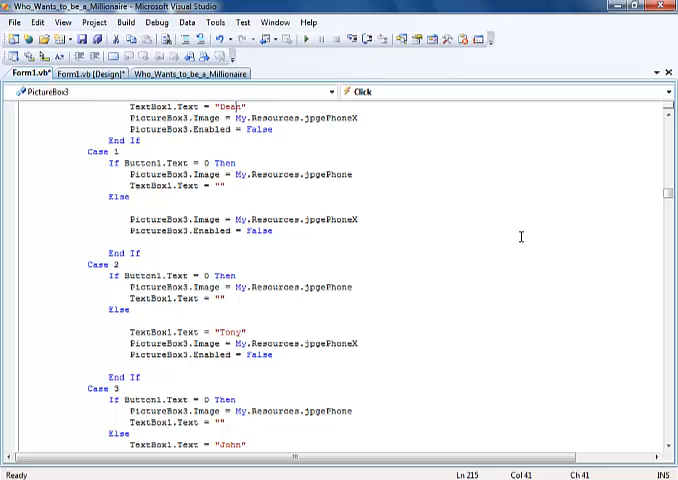 Who_Wants_to_be_a_Millionaire - Microsoft Visual Studio
File Edit View Project Build Debug Data Tools Test Window Help
Form1.vb* Form1.vb [Design]* Who_Wants_to_be_a_Millionaire
PictureBox3 Click
TextBox1.Text = "Dean"
PictureBox3.Image = My.Resources.jpgePhoneX
PictureBox3.Enabled = False
End If
Case 1
If Button1.Text = 0 Then
PictureBox3.Image = My.Resources.jpgePhone
TextBox1.Text = ""
Else
PictureBox3.Image = My.Resources.jpgePhoneX
PictureBox3.Enabled = False
End If
Case 2
If Button1.Text = 0 Then
PictureBox3.Image = My.Resources.jpgePhone
TextBox1.Text = ""
Else
TextBox1.Text = "Tony"
PictureBox3.Image = My.Resources.jpgePhoneX
PictureBox3.Enabled = False
End If
Case 3
If Button1.Text = 0 Then
PictureBox3.Image = My.Resources.jpgePhone
TextBox1.Text = ""
Else
TextBox1.Text = "John"
Ready Ln 215 Col 41 Ch 41 INS